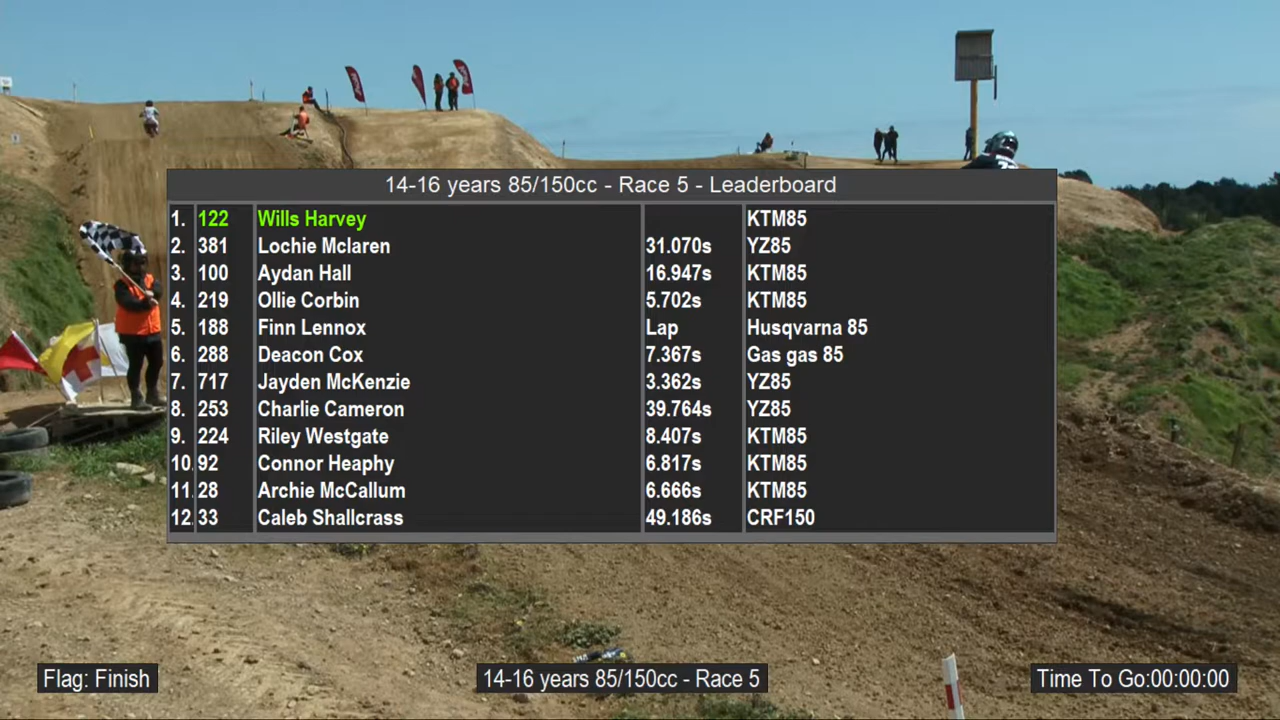 14-16 years 85/150cc - Race 5 - Leaderboard
1. 122 Wills Harvey KTM85
2. 381 Lochie Mclaren 31.070s YZ85
3. 100 Aydan Hall 16.947s KTM85
4. 219 Ollie Corbin 5.702s KTM85
5. 188 Finn Lennox Lap Husqvarna 85
6. 288 Deacon Cox 7.367s Gas gas 85
7. 717 Jayden McKenzie 3.362s YZ85
8. 253 Charlie Cameron 39.764s YZ85
9. 224 Riley Westgate 8.407s KTM85
10. 92 Connor Heaphy 6.817s KTM85
11. 28 Archie McCallum 6.666s KTM85
12. 33 Caleb Shallcrass 49.186s CRF150
Flag: Finish
14-16 years 85/150cc - Race 5
Time To Go:00:00:00